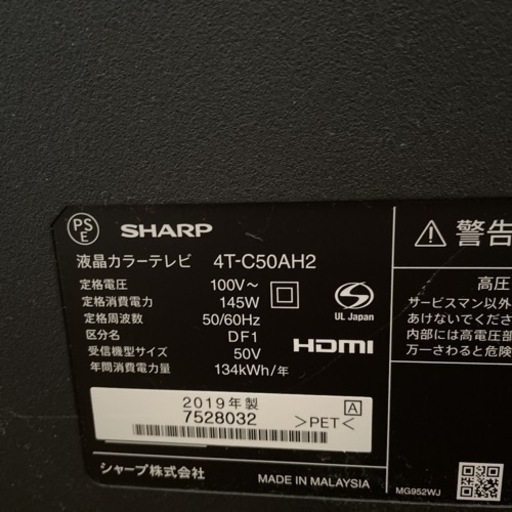 PS
E
SHARP
液晶カラーテレビ 4T-C50AH2
定格電圧 100V～
定格消費電力 145W
定格周波数 50/60Hz
区分名 DF1
受信機型サイズ 50V
年間消費電力量 134kWh/年
UL Japan
HDMI
2019年製
7528032
A
>PET<
シャープ株式会社
MADE IN MALAYSIA
警告
高圧
サービスマン以外
あけないでくださ
内部には高電圧部
万一さわると危険
MG952WJ